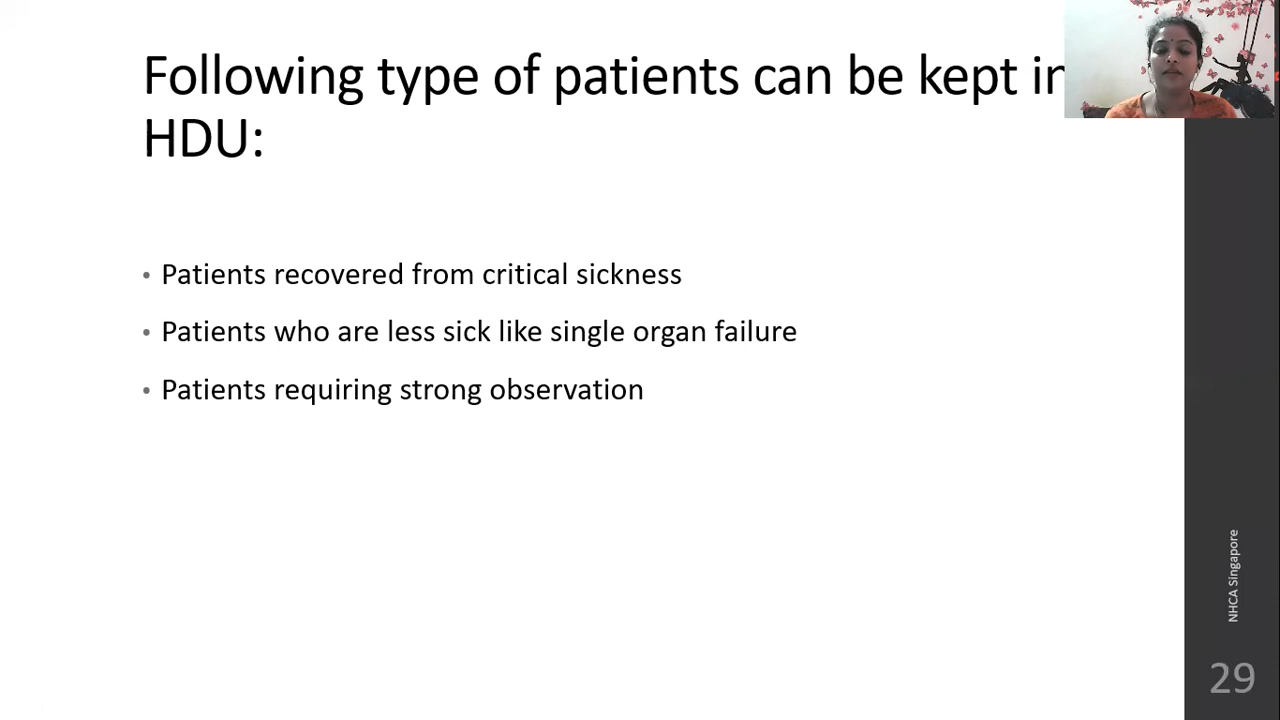 Following type of patients can be kept in
HDU:
• Patients recovered from critical sickness
• Patients who are less sick like single organ failure
• Patients requiring strong observation
NHCA Singapore
29